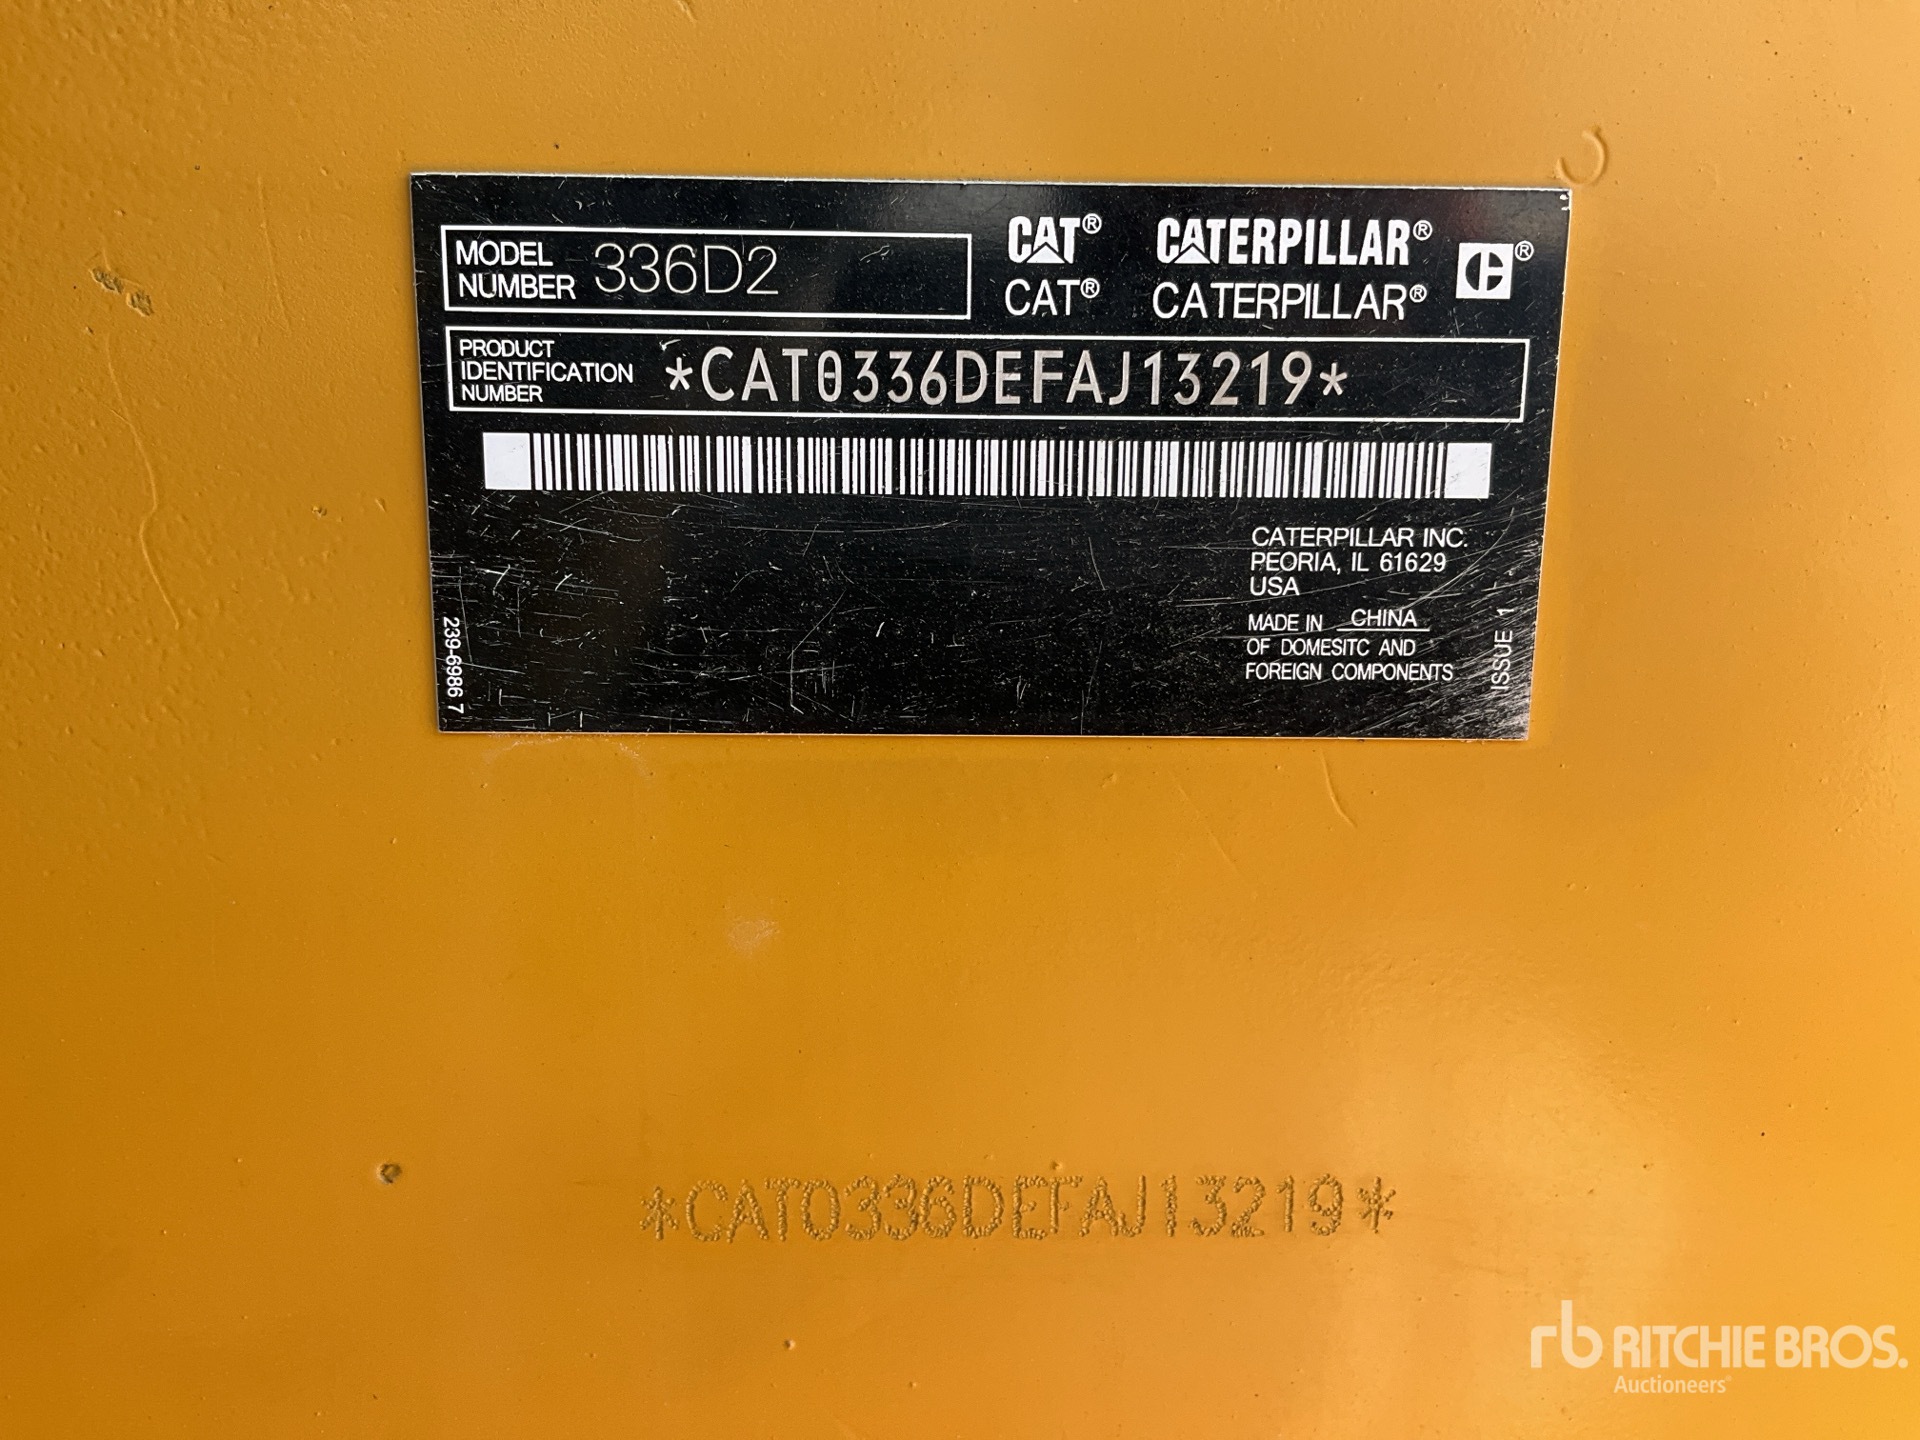 MODEL NUMBER 336D2
CAT® CATERPILLAR®
CAT® CATERPILLAR®
PRODUCT
IDENTIFICATION
NUMBER
*CAT0336DEFAJ13219*
CATERPILLAR INC.
PEORIA, IL 61629
USA
MADE IN CHINA
OF DOMESITC AND
FOREIGN COMPONENTS
239-6986 7
ISSUE 1
*CAT0336DEFAJ13219*
rb RITCHIE BROS.
Auctioneers